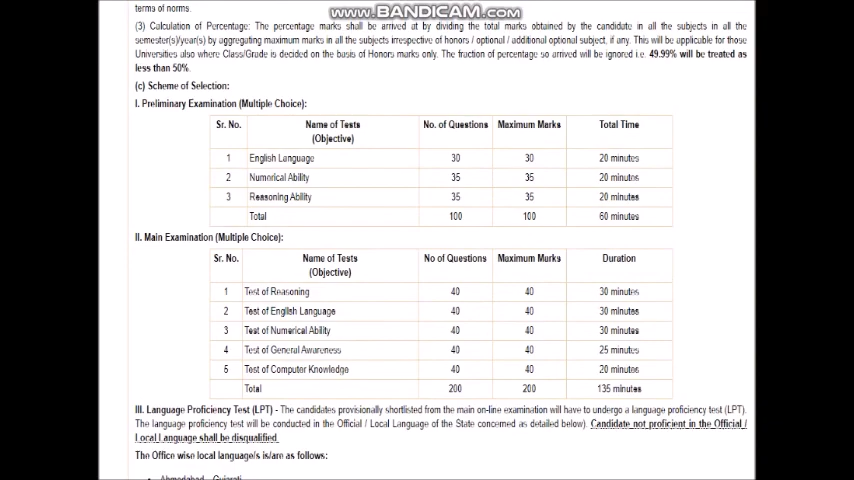 www.BANDICAM.com
terms of norms.
(3) Calculation of Percentage: The percentage marks shall be arrived at by dividing the total marks obtained by the candidate in all the subjects in all the
semester(s)/year(s) by aggregating maximum marks in all the subjects irrespective of honors / optional / additional optional subject, if any. This will be applicable for those
Universities also where Class/Grade is decided on the basis of Honors marks only. The fraction of percentage so arrived will be ignored i.e. 49.99% will be treated as
less than 50%.
(c) Scheme of Selection:
I. Preliminary Examination (Multiple Choice):
Sr. No. Name of Tests (Objective) No. of Questions Maximum Marks Total Time
1 English Language 30 30 20 minutes
2 Numerical Ability 35 35 20 minutes
3 Reasoning Ability 35 35 20 minutes
Total 100 100 60 minutes
II. Main Examination (Multiple Choice):
Sr. No. Name of Tests (Objective) No of Questions Maximum Marks Duration
1 Test of Reasoning 40 40 30 minutes
2 Test of English Language 40 40 30 minutes
3 Test of Numerical Ability 40 40 30 minutes
4 Test of General Awareness 40 40 25 minutes
5 Test of Computer Knowledge 40 40 20 minutes
Total 200 200 135 minutes
III. Language Proficiency Test (LPT) - The candidates provisionally shortlisted from the main on-line examination will have to undergo a language proficiency test (LPT).
The language proficiency test will be conducted in the Official / Local Language of the State concerned as detailed below). Candidate not proficient in the Official /
Local Language shall be disqualified.
The Office wise local language/s is/are as follows:
Ahmedabad - Gujarati